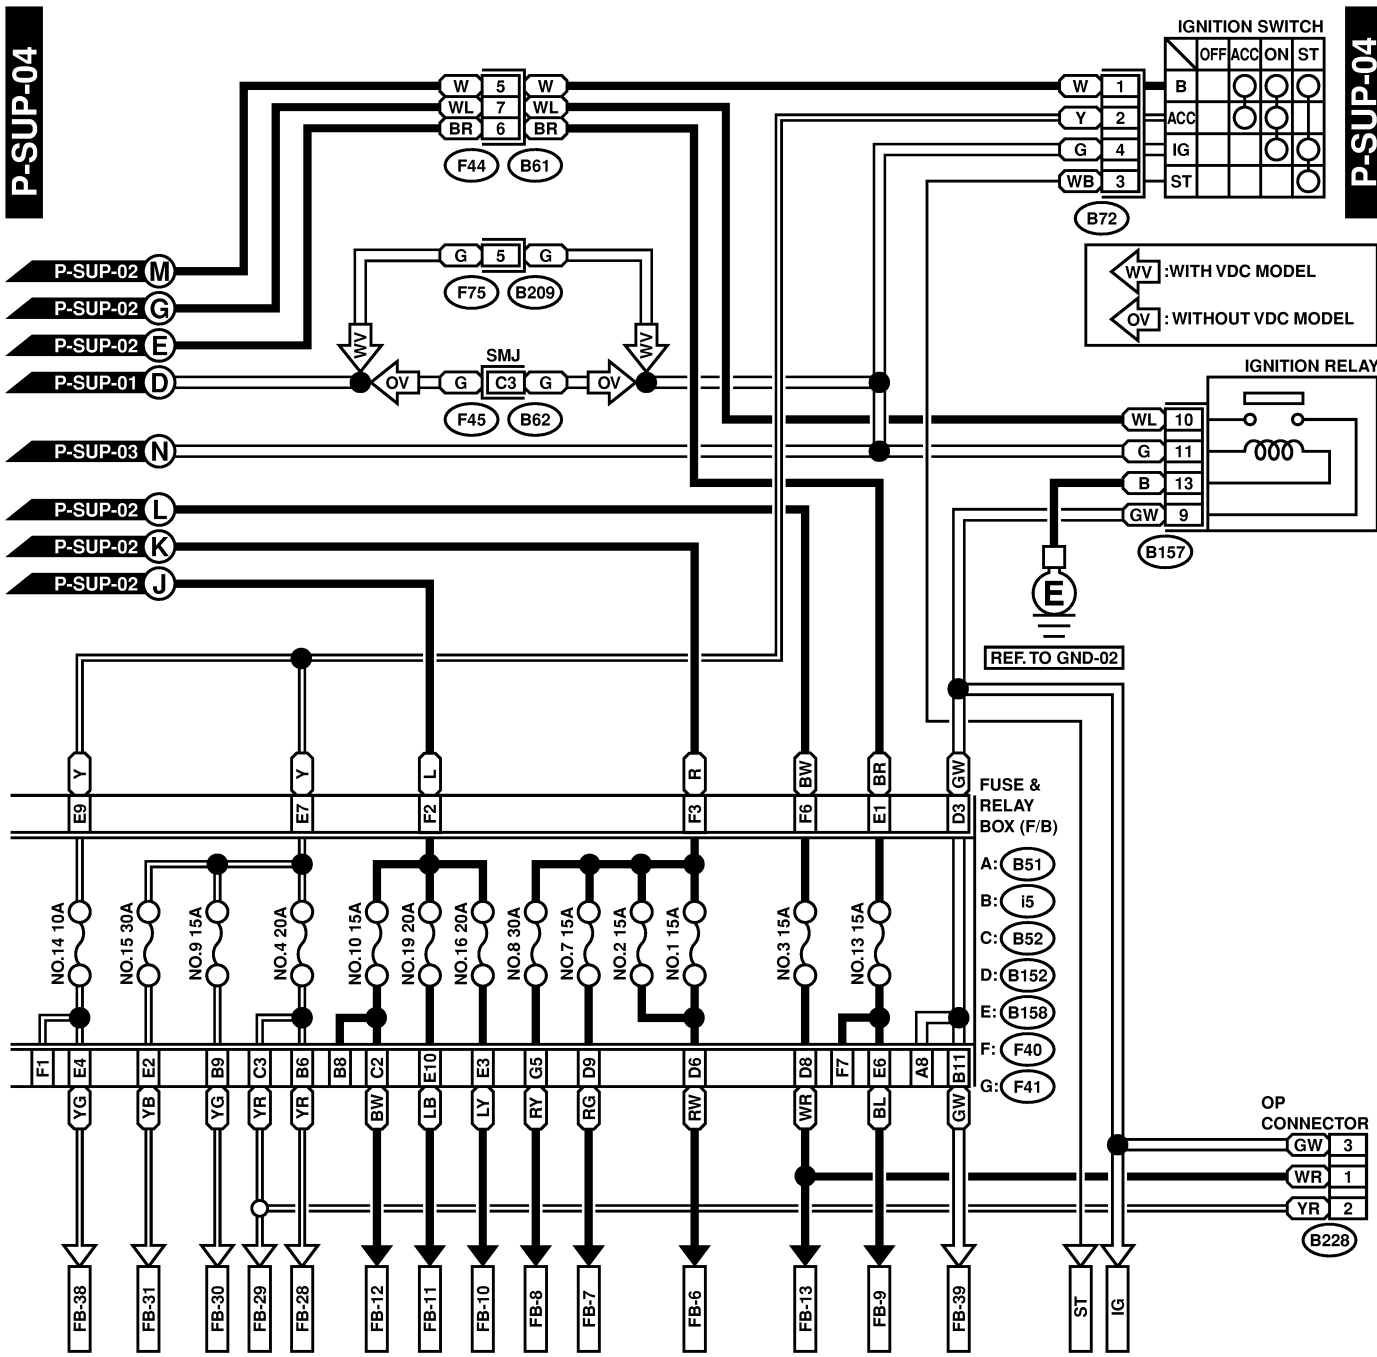 P-SUP-04
P-SUP-04
IGNITION SWITCH
OFF ACC ON ST
B
ACC
IG
ST
W 5 W
WL 7 WL
BR 6 BR
F44 B61
W 1
Y 2
G 4
WB 3
B72
P-SUP-02 M
P-SUP-02 G
P-SUP-02 E
P-SUP-01 D
P-SUP-03 N
P-SUP-02 L
P-SUP-02 K
P-SUP-02 J
G 5 G
F75 B209
WV WV
SMJ
OV G C3 G OV
F45 B62
WV :WITH VDC MODEL
OV : WITHOUT VDC MODEL
IGNITION RELAY
WL 10
G 11
B 13
GW 9
B157
E
REF. TO GND-02
Y Y L R BW BR GW
E9 E7 F2 F3 F6 E1 D3
FUSE &
RELAY
BOX (F/B)
A: B51
B: i5
C: B52
D: B152
E: B158
F: F40
G: F41
NO.14 10A
NO.15 30A
NO.9 15A
NO.4 20A
NO.10 15A
NO.19 20A
NO.16 20A
NO.8 30A
NO.7 15A
NO.2 15A
NO.1 15A
NO.3 15A
NO.13 15A
F1 E4 E2 B9 C3 B6 B8 C2 E10 E3 G5 D9 D6 D8 F7 E6 A8 B11
YG YB YG YR YR BW LB LY RY RG RW WR BL GW
OP
CONNECTOR
GW 3
WR 1
YR 2
B228
FB-38 FB-31 FB-30 FB-29 FB-28 FB-12 FB-11 FB-10 FB-8 FB-7 FB-6 FB-13 FB-9 FB-39 ST IG